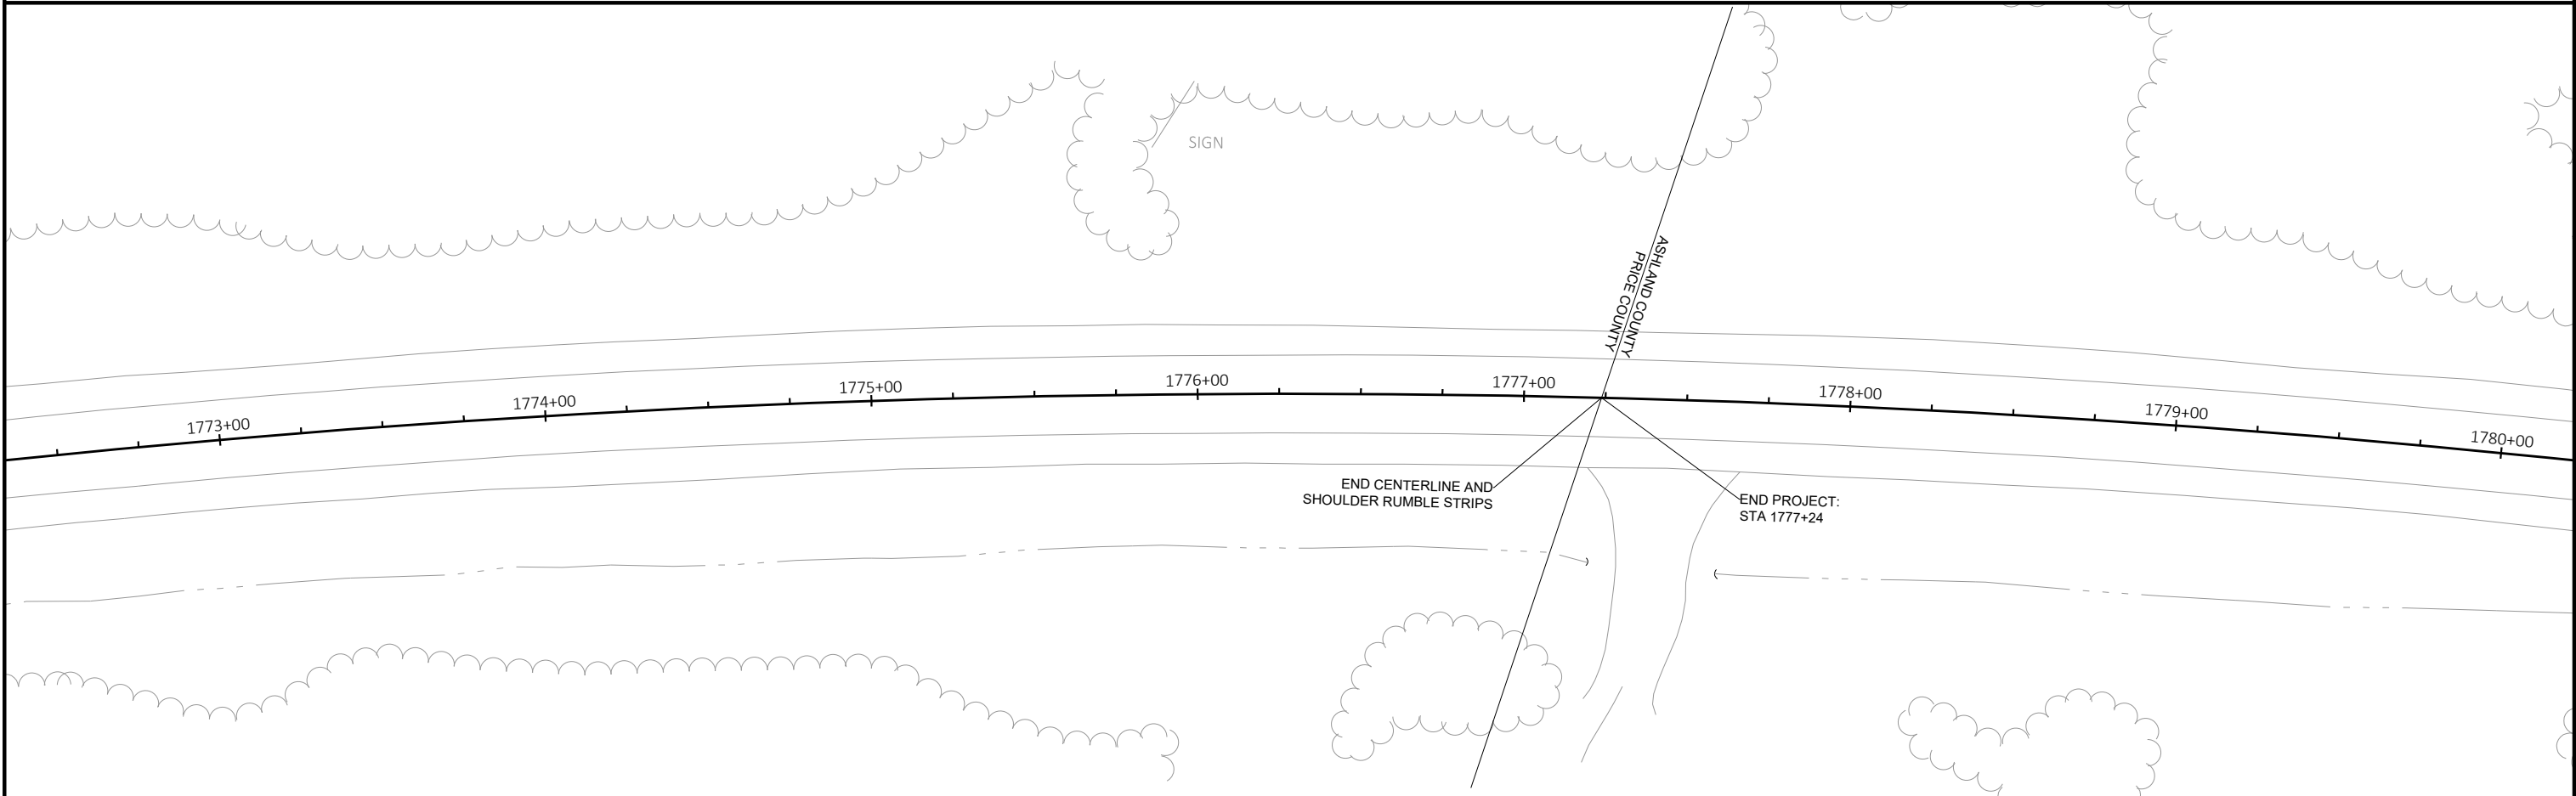 SIGN
ASHLAND COUNTY
PRICE COUNTY
1773+00
1774+00
1775+00
1776+00
1777+00
1778+00
1779+00
1780+00
END CENTERLINE AND
SHOULDER RUMBLE STRIPS
END PROJECT:
STA 1777+24